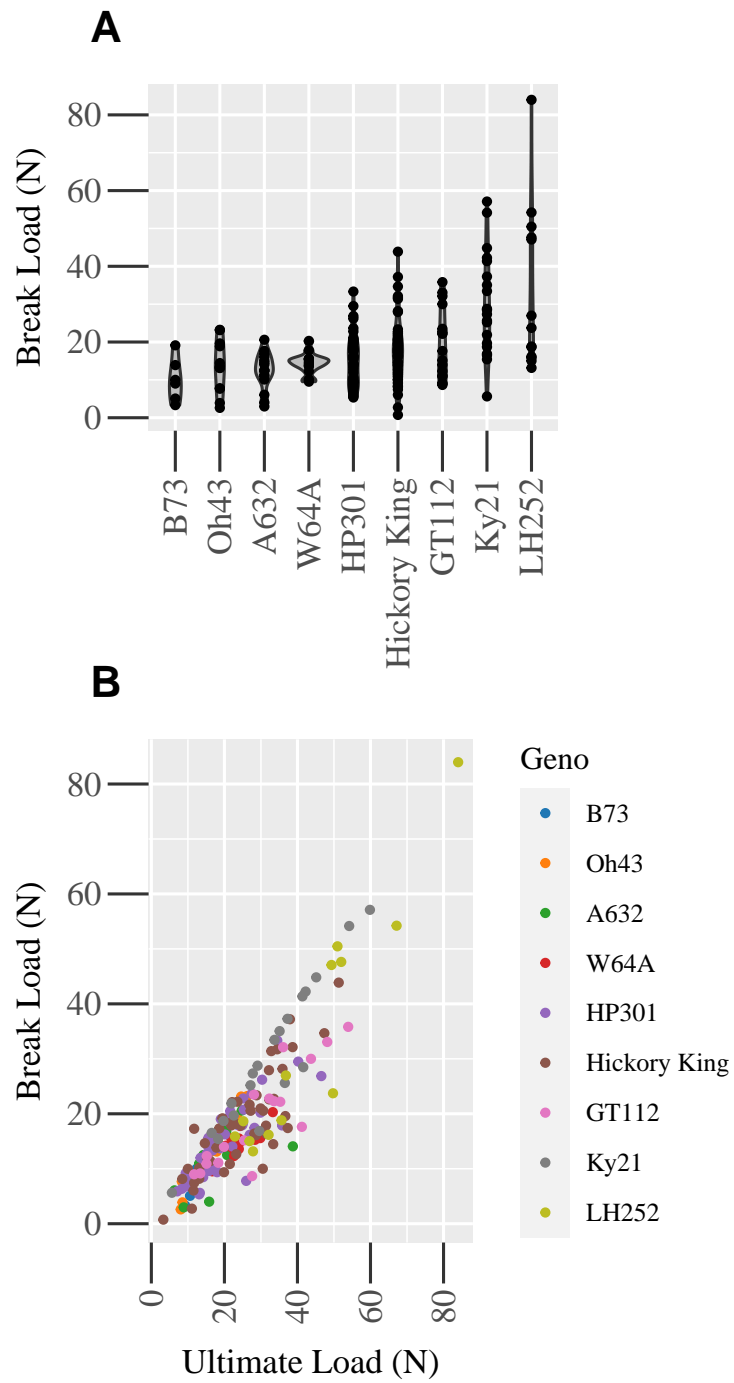 A
Break Load (N)
80
60
40
20
0
B73
Oh43
A632
W64A
HP301
Hickory King
GT112
Ky21
LH252
B
Break Load (N)
80
60
40
20
0
0
20
40
60
80
Ultimate Load (N)
Geno
B73
Oh43
A632
W64A
HP301
Hickory King
GT112
Ky21
LH252